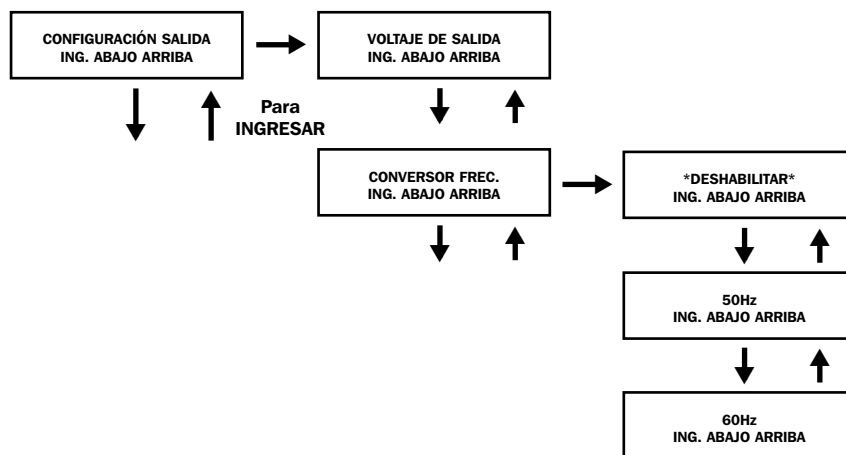 CONFIGURACIÓN SALIDA
ING. ABAJO ARRIBA
VOLTAJE DE SALIDA
ING. ABAJO ARRIBA
Para
INGRESAR
CONVERSOR FREC.
ING. ABAJO ARRIBA
*DESHABILITAR*
ING. ABAJO ARRIBA
50Hz
ING. ABAJO ARRIBA
60Hz
ING. ABAJO ARRIBA